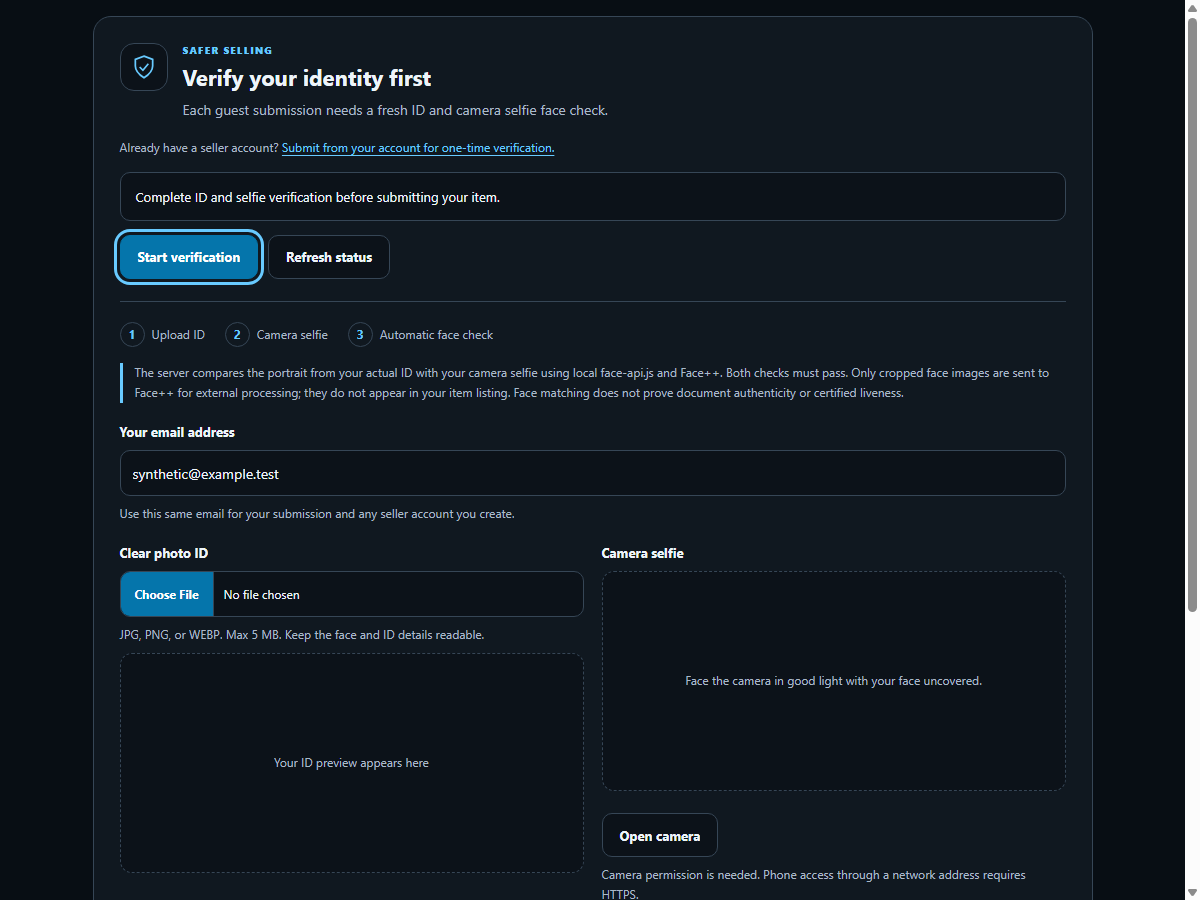 SAFER SELLING
Verify your identity first
Each guest submission needs a fresh ID and camera selfie face check.
Already have a seller account? Submit from your account for one-time verification.
Complete ID and selfie verification before submitting your item.
Start verification
Refresh status
1 Upload ID
2 Camera selfie
3 Automatic face check
The server compares the portrait from your actual ID with your camera selfie using local face-api.js and Face++. Both checks must pass. Only cropped face images are sent to
Face++ for external processing; they do not appear in your item listing. Face matching does not prove document authenticity or certified liveness.
Your email address
synthetic@example.test
Use this same email for your submission and any seller account you create.
Clear photo ID
Choose File No file chosen
JPG, PNG, or WEBP. Max 5 MB. Keep the face and ID details readable.
Your ID preview appears here
Camera selfie
Face the camera in good light with your face uncovered.
Open camera
Camera permission is needed. Phone access through a network address requires
HTTPS.